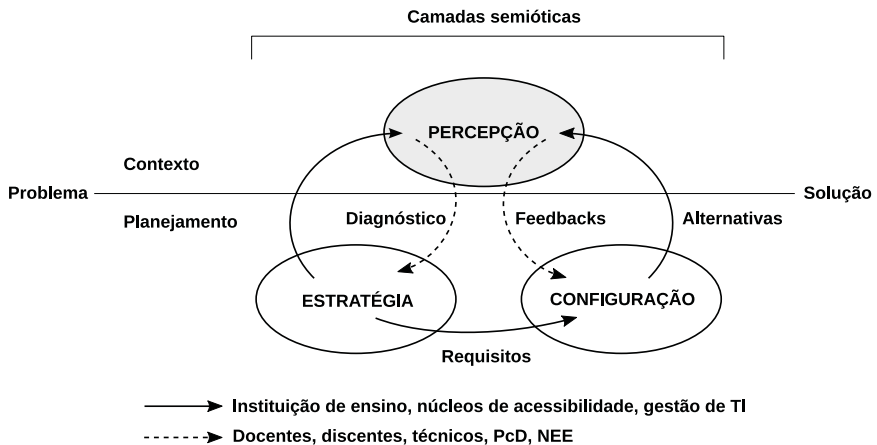 Camadas semióticas
PERCEPÇÃO
Contexto
Problema
Solução
Planejamento
Diagnóstico
Feedbacks
Alternativas
ESTRATÉGIA
CONFIGURAÇÃO
Requisitos
Instituição de ensino, núcleos de acessibilidade, gestão de TI
Docentes, discentes, técnicos, PcD, NEE